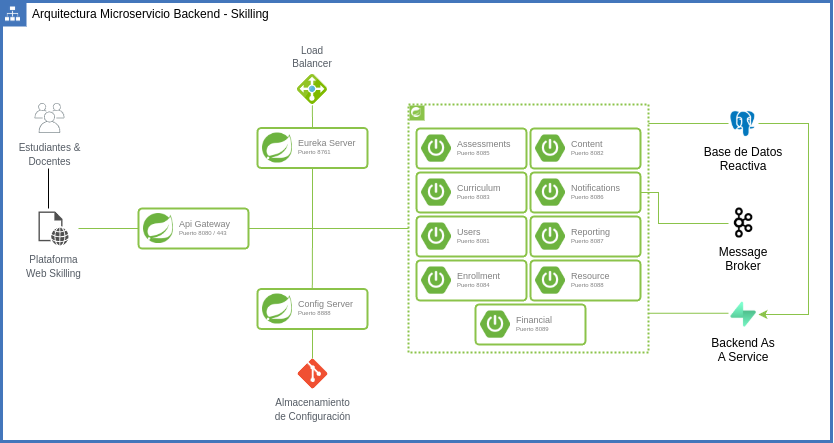 Arquitectura Microservicio Backend - Skilling
Load
Balancer
Estudiantes &
Docentes
Plataforma
Web Skilling
Api Gateway
Puerto 8080 / 443
Eureka Server
Puerto 8761
Config Server
Puerto 8888
Almacenamiento
de Configuración
Assessments
Puerto 8085
Content
Puerto 8082
Curriculum
Puerto 8083
Notifications
Puerto 8086
Users
Puerto 8081
Reporting
Puerto 8087
Enrollment
Puerto 8084
Resource
Puerto 8088
Financial
Puerto 8089
Base de Datos
Reactiva
Message
Broker
Backend As
A Service